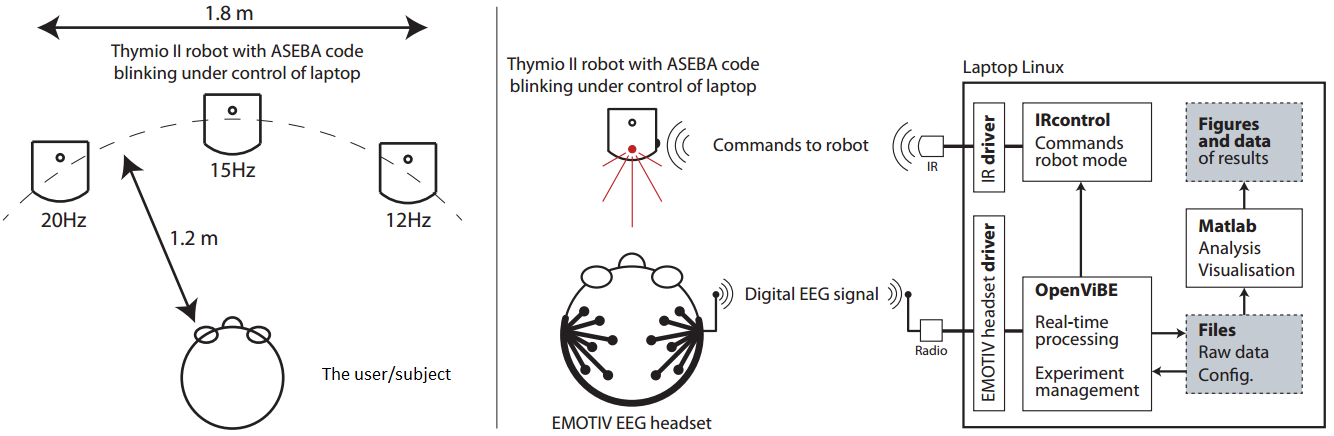 1.8 m
Thymio II robot with ASEBA code
blinking under control of laptop
15Hz
20Hz
12Hz
1.2 m
The user/subject
Thymio II robot with ASEBA code
blinking under control of laptop
Commands to robot
IR
Digital EEG signal
Radio
EMOTIV EEG headset
Laptop Linux
IR driver
IRcontrol
Commands
robot mode
Figures
and data
of results
EMOTIV headset driver
OpenViBE
Real-time
processing
Experiment
management
Matlab
Analysis
Visualisation
Files
Raw data
Config.